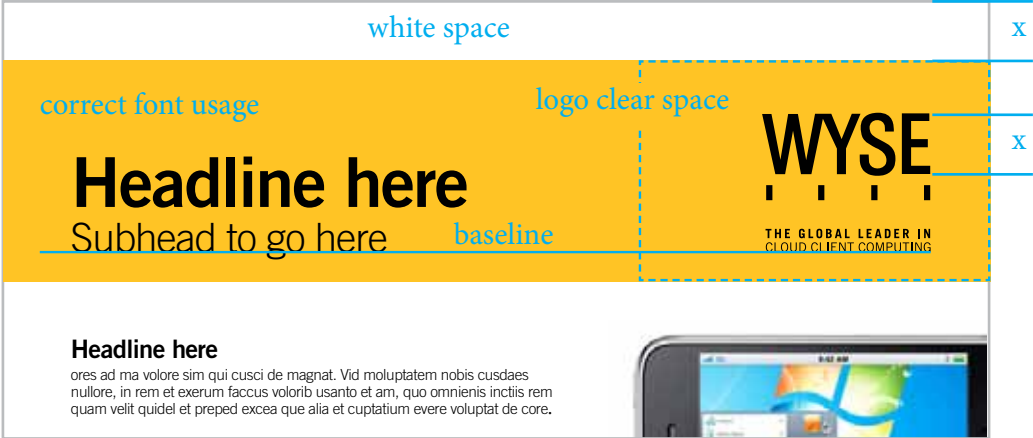 white space
x
correct font usage
logo clear space
WYSE
x
Headline here
Subhead to go here
baseline
THE GLOBAL LEADER IN
CLOUD CLIENT COMPUTING
Headline here
ores ad ma volore sim qui cusci de magnat. Vid moluptatem nobis cusdaes
nullore, in rem et exerum faccus volorib usanto et am, quo omnienis inctiis rem
quam velit quidel et preped excea que alia et cuptatium evere voluptat de core.
9:42 AM